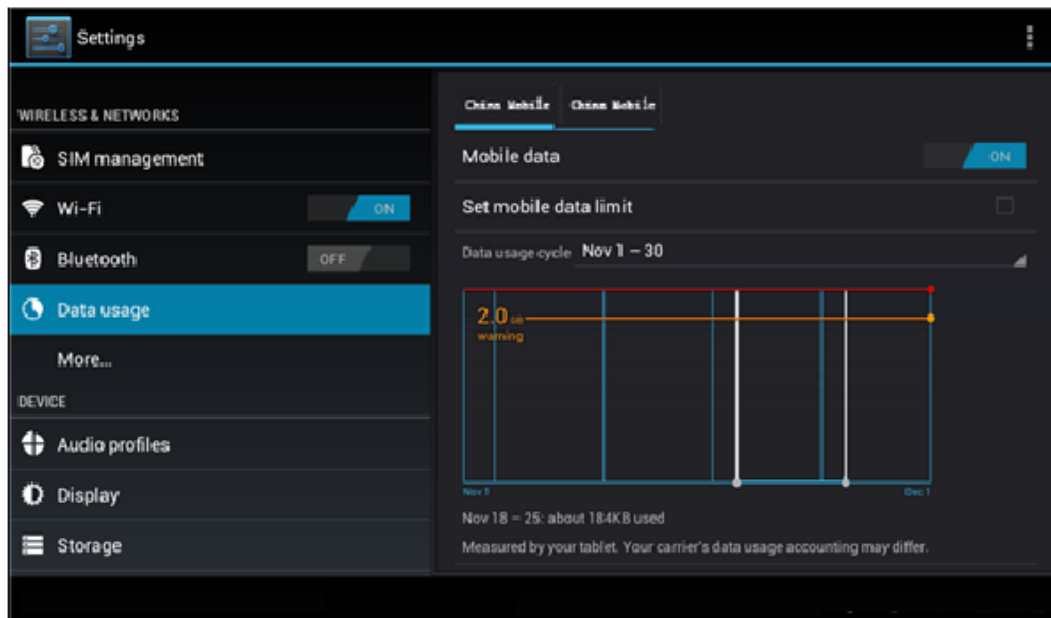 Settings
WIRELESS & NETWORKS
SIM management
Wi-Fi ON
Bluetooth OFF
Data usage
More...
DEVICE
Audio profiles
Display
Storage
China Mobile China Mobile
Mobile data ON
Set mobile data limit
Data usage cycle Nov 1 – 30
2.0 GB
warning
Nov 1 Dec 1
Nov 18 – 25: about 184KB used
Measured by your tablet. Your carrier's data usage accounting may differ.